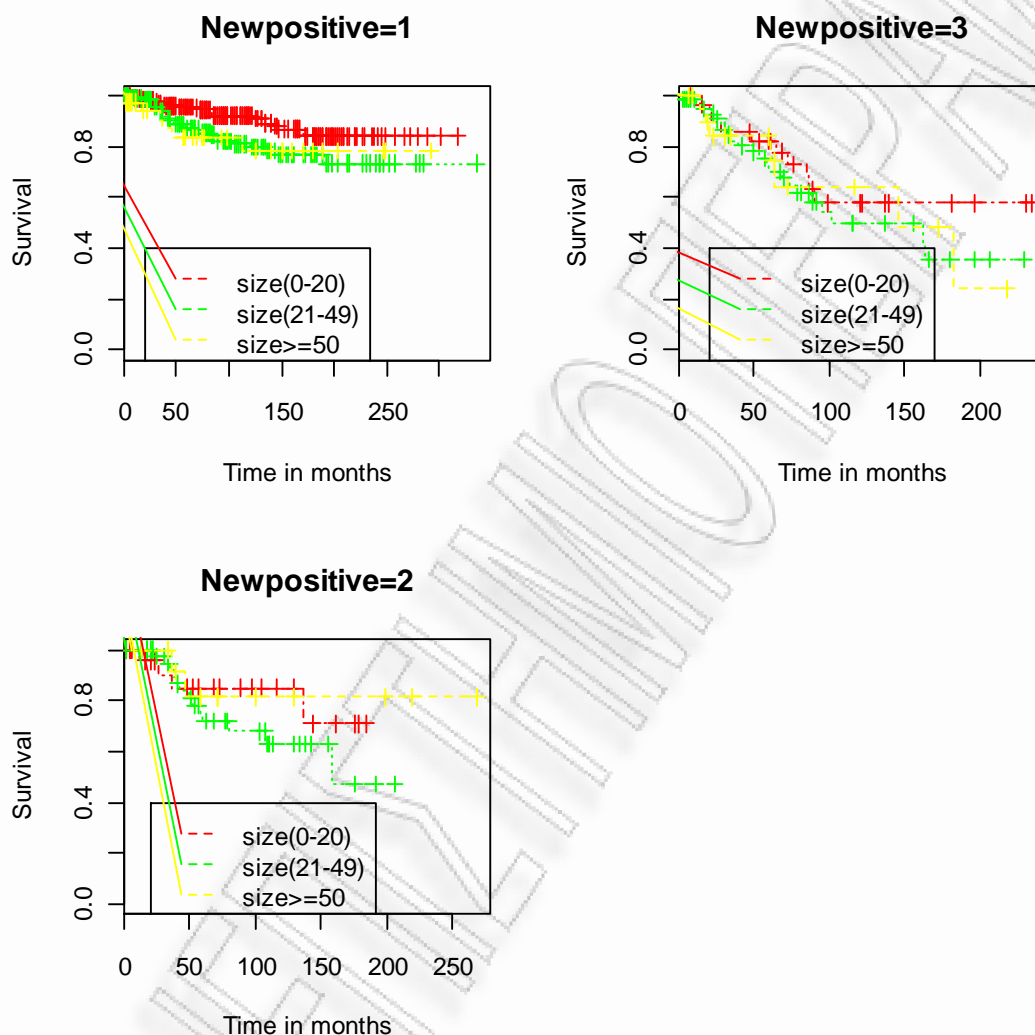 Newpositive=1
Survival
0.0 0.4 0.8
size(0-20)
size(21-49)
size>=50
0 50 150 250
Time in months
Newpositive=3
Survival
0.0 0.4 0.8
size(0-20)
size(21-49)
size>=50
0 50 100 150 200
Time in months
Newpositive=2
Survival
0.0 0.4 0.8
size(0-20)
size(21-49)
size>=50
0 50 100 150 200 250
Time in months